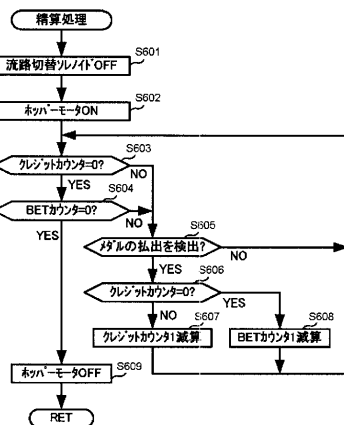 精算処理
S601
流路切替ソレノイドOFF
S602
ホッパーモータON
S603
クレジットカウンタ=0?
NO
YES
S604
BETカウンタ=0?
NO
YES
S605
メダルの払出を検出?
NO
YES
S606
クレジットカウンタ=0?
YES
NO
S607
クレジットカウンタ1減算
S608
BETカウンタ1減算
S609
ホッパーモータOFF
RET